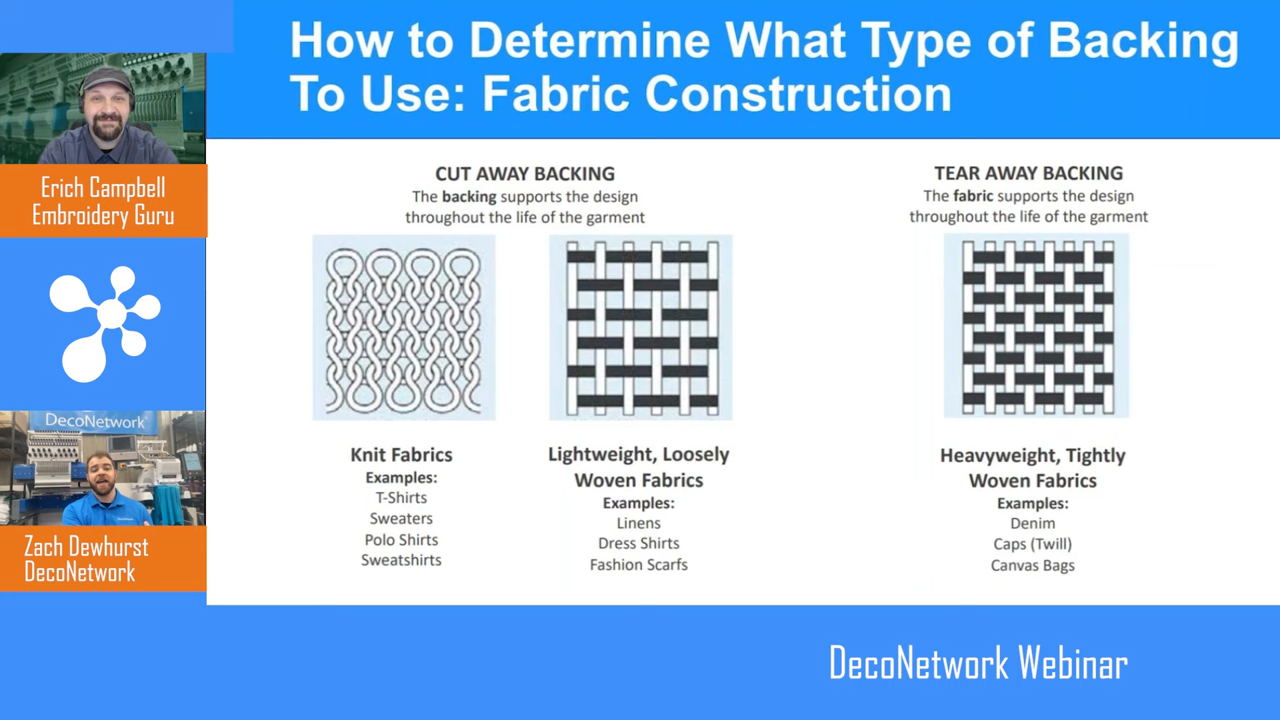 How to Determine What Type of Backing
To Use: Fabric Construction
Erich Campbell
Embroidery Guru
DecoNetwork
Zach Dewhurst
DecoNetwork
CUT AWAY BACKING
The backing supports the design
throughout the life of the garment
TEAR AWAY BACKING
The fabric supports the design
throughout the life of the garment
Knit Fabrics
Examples:
T-Shirts
Sweaters
Polo Shirts
Sweatshirts
Lightweight, Loosely
Woven Fabrics
Examples:
Linens
Dress Shirts
Fashion Scarfs
Heavyweight, Tightly
Woven Fabrics
Examples:
Denim
Caps (Twill)
Canvas Bags
DecoNetwork Webinar